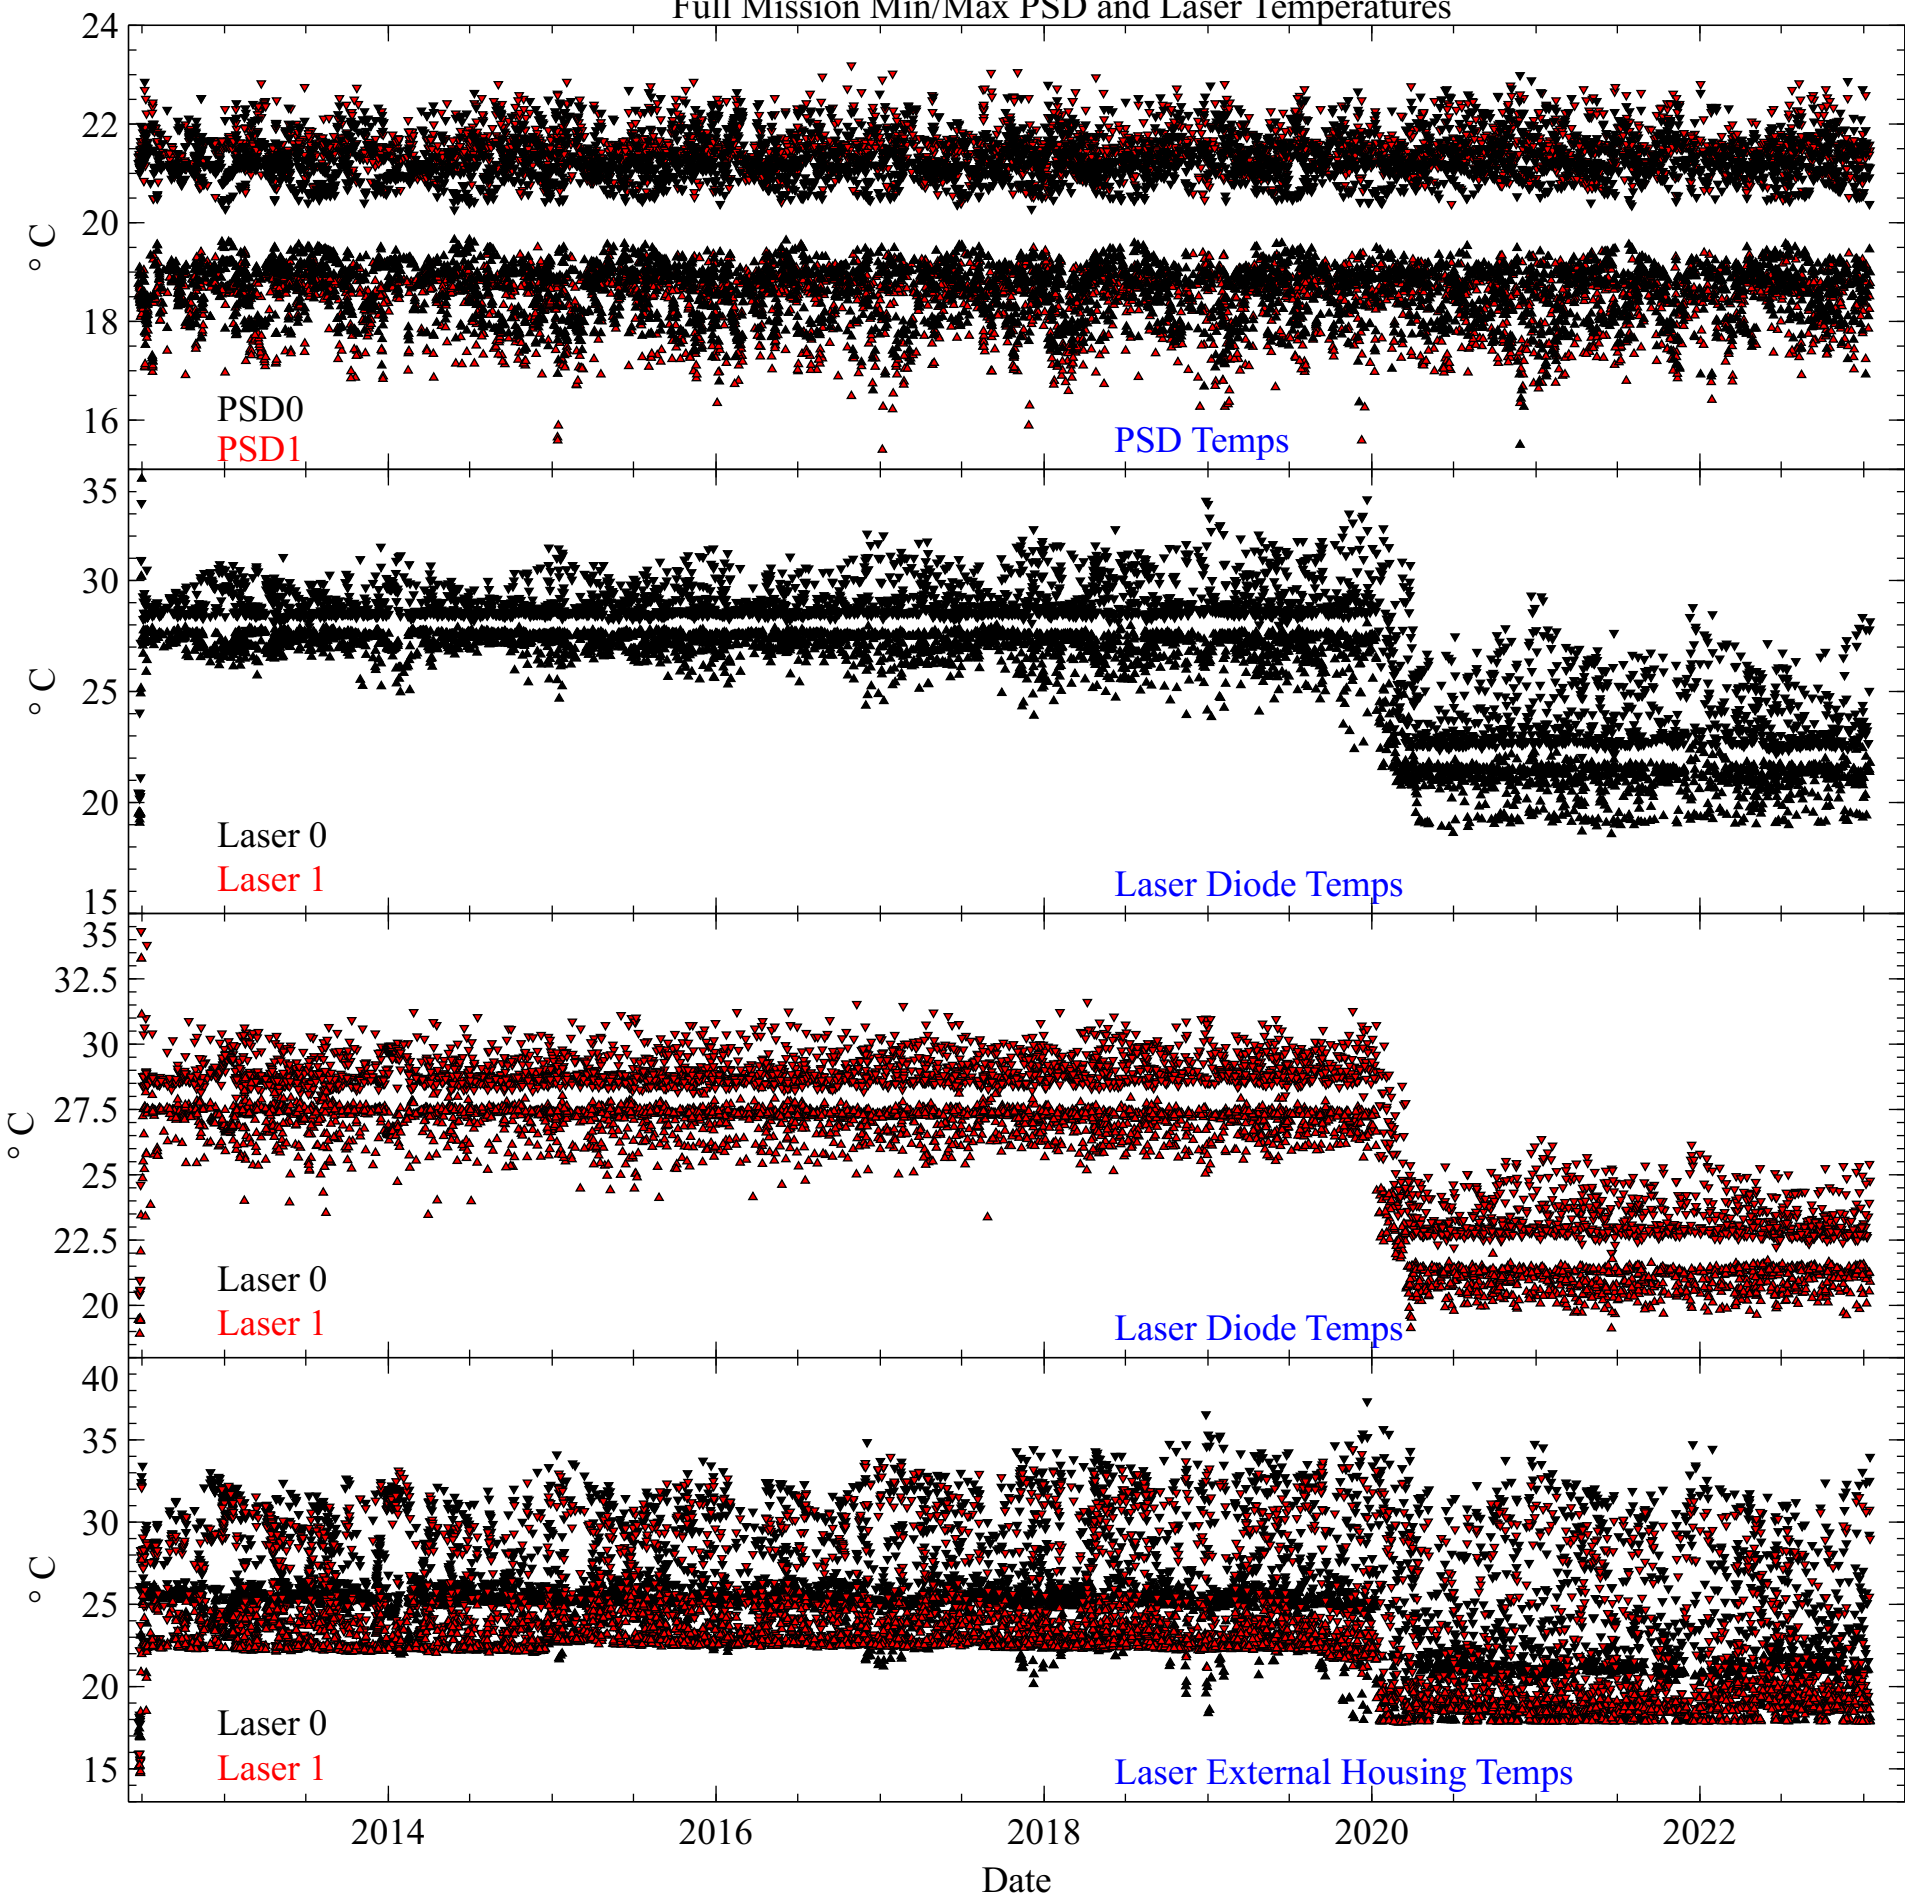 Full Mission Min/Max PSD and Laser Temperatures
24
22
20
18
16
° C
PSD0
PSD1
PSD Temps
35
30
25
20
15
° C
Laser 0
Laser 1
Laser Diode Temps
35
32.5
30
27.5
25
22.5
20
° C
Laser 0
Laser 1
Laser Diode Temps
40
35
30
25
20
15
° C
Laser 0
Laser 1
Laser External Housing Temps
2014 2016 2018 2020 2022
Date